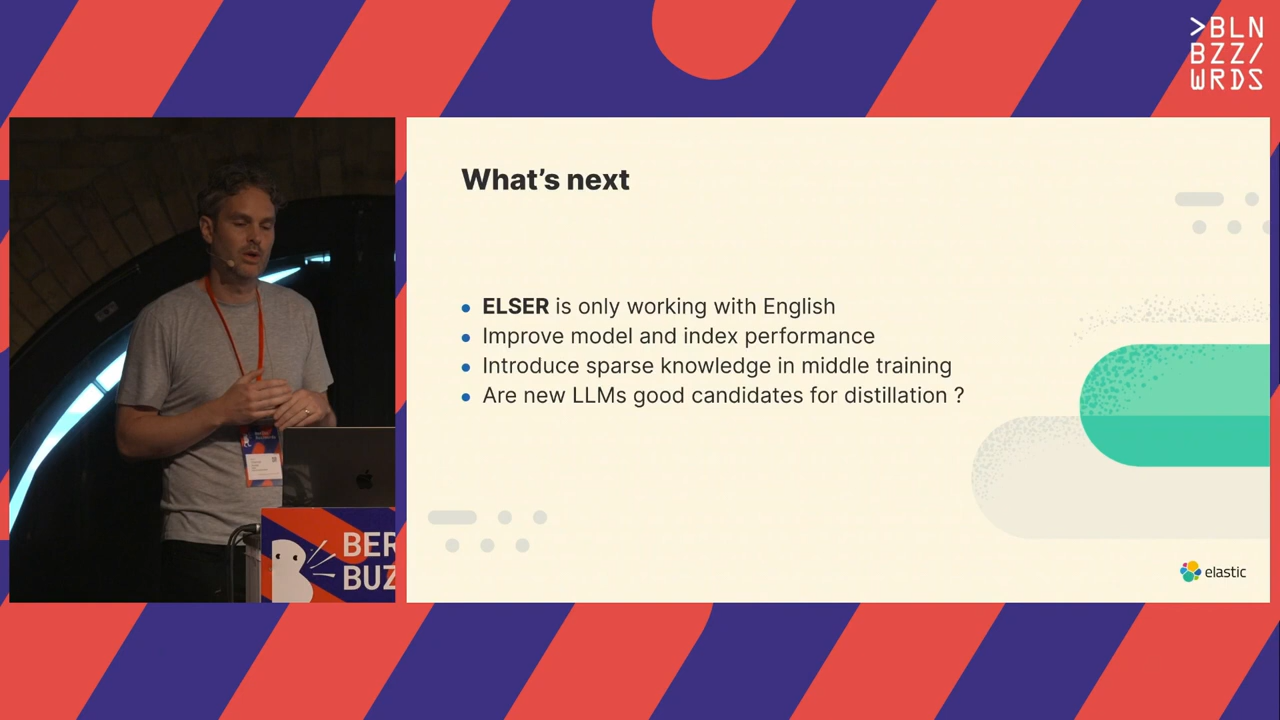 >BLN
BZZ/
WRDS
What's next
ELSER is only working with English
Improve model and index performance
Introduce sparse knowledge in middle training
Are new LLMs good candidates for distillation ?
elastic
BER
BUZ